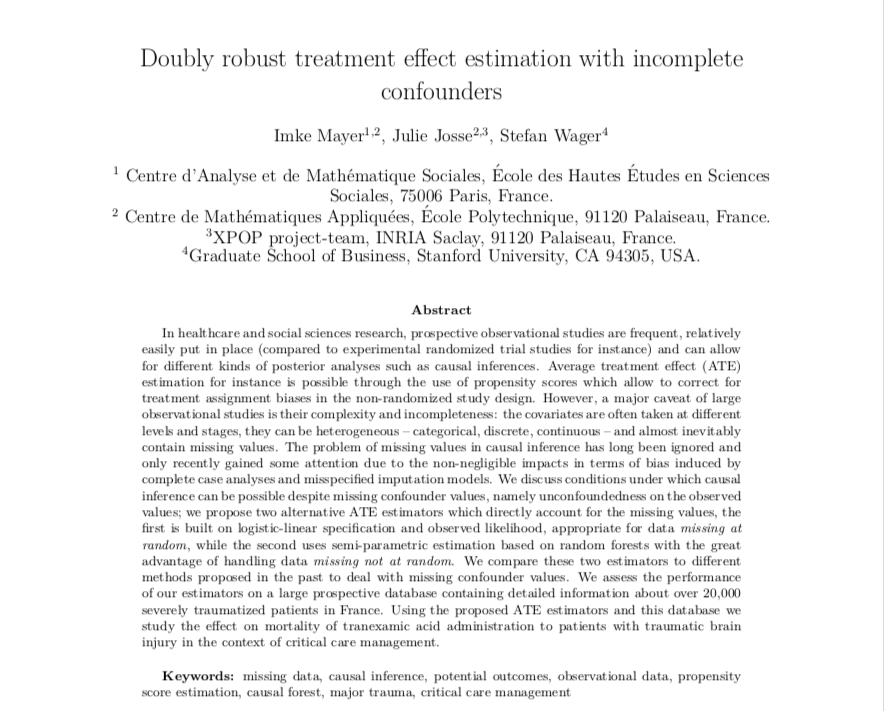 Doubly robust treatment effect estimation with incomplete
confounders
Imke Mayer1,2, Julie Josse2,3, Stefan Wager4
1 Centre d'Analyse et de Mathématique Sociales, École des Hautes Études en Sciences
Sociales, 75006 Paris, France.
2 Centre de Mathématiques Appliquées, École Polytechnique, 91120 Palaiseau, France.
3XPOP project-team, INRIA Saclay, 91120 Palaiseau, France.
4Graduate School of Business, Stanford University, CA 94305, USA.
Abstract
In healthcare and social sciences research, prospective observational studies are frequent, relatively
easily put in place (compared to experimental randomized trial studies for instance) and can allow
for different kinds of posterior analyses such as causal inferences. Average treatment effect (ATE)
estimation for instance is possible through the use of propensity scores which allow to correct for
treatment assignment biases in the non-randomized study design. However, a major caveat of large
observational studies is their complexity and incompleteness: the covariates are often taken at different
levels and stages, they can be heterogeneous – categorical, discrete, continuous – and almost inevitably
contain missing values. The problem of missing values in causal inference has long been ignored and
only recently gained some attention due to the non-negligible impacts in terms of bias induced by
complete case analyses and misspecified imputation models. We discuss conditions under which causal
inference can be possible despite missing confounder values, namely unconfoundedness on the observed
values; we propose two alternative ATE estimators which directly account for the missing values, the
first is built on logistic-linear specification and observed likelihood, appropriate for data missing at
random, while the second uses semi-parametric estimation based on random forests with the great
advantage of handling data missing not at random. We compare these two estimators to different
methods proposed in the past to deal with missing confounder values. We assess the performance
of our estimators on a large prospective database containing detailed information about over 20,000
severely traumatized patients in France. Using the proposed ATE estimators and this database we
study the effect on mortality of tranexamic acid administration to patients with traumatic brain
injury in the context of critical care management.
Keywords: missing data, causal inference, potential outcomes, observational data, propensity
score estimation, causal forest, major trauma, critical care management